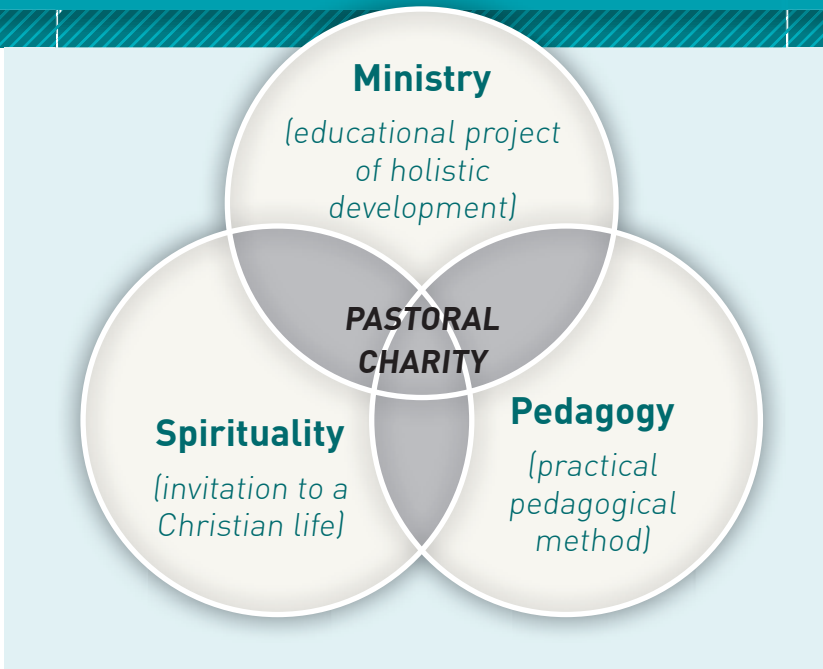 Ministry
(educational project
of holistic
development)
PASTORAL
CHARITY
Spirituality
(invitation to a
Christian life)
Pedagogy
(practical
pedagogical
method)